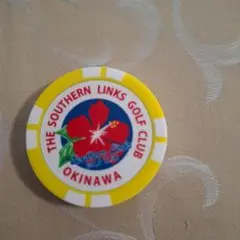 THE SOUTHERN LINKS GOLF CLUB
OKINAWA